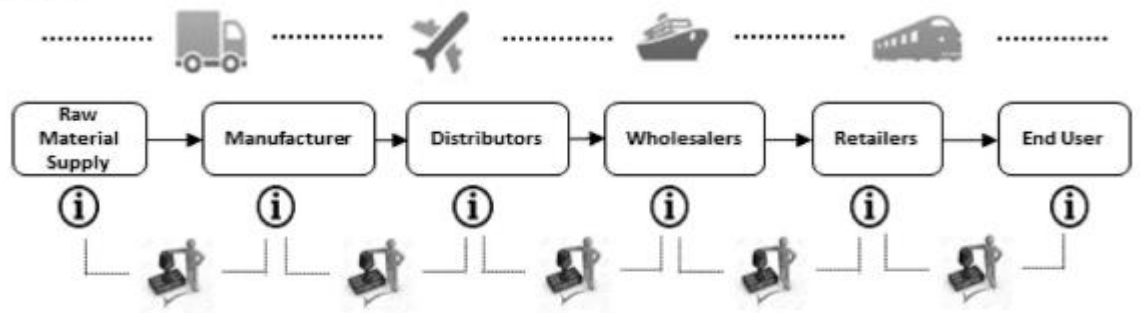 Raw
Material
Supply
Manufacturer
Distributors
Wholesalers
Retailers
End User
i
i
i
i
i
i